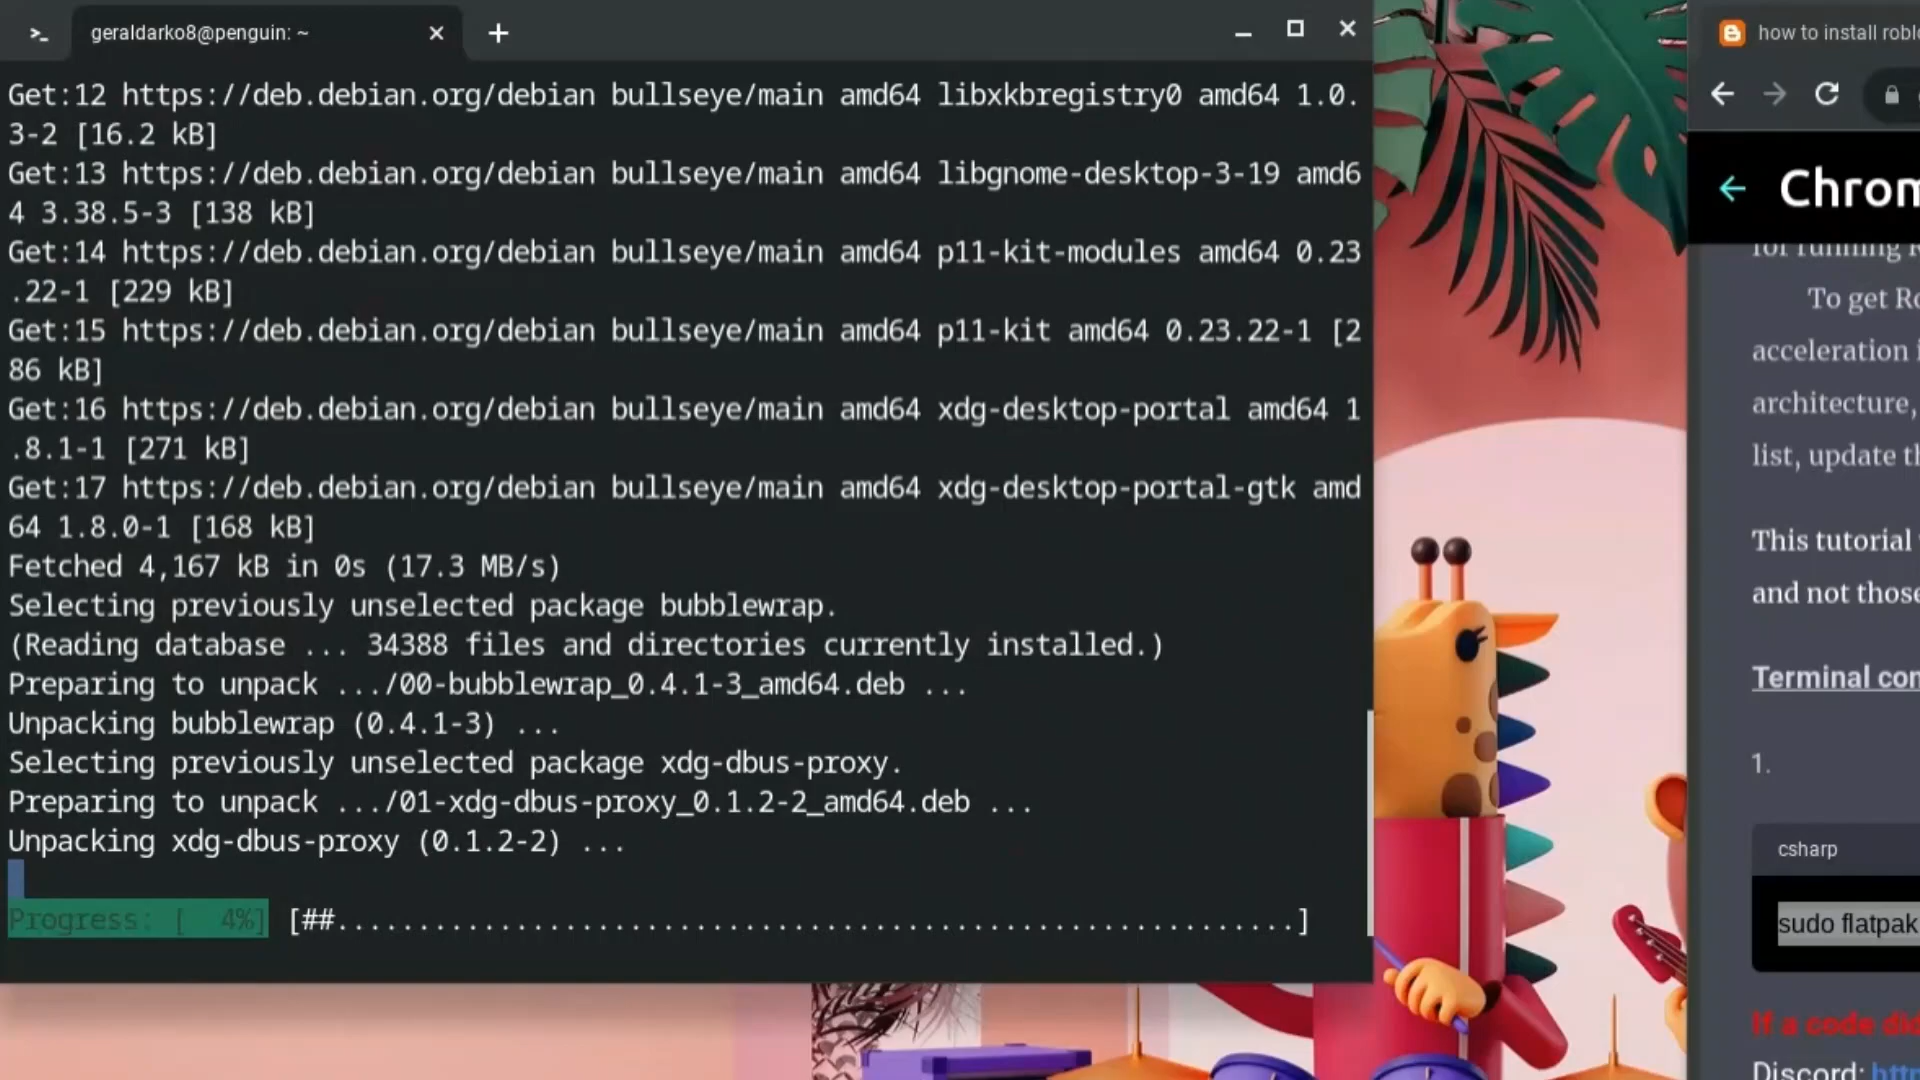 geraldarko8@penguin: ~
Get:12 https://deb.debian.org/debian bullseye/main amd64 libxkbregistry0 amd64 1.0.
3-2 [16.2 kB]
Get:13 https://deb.debian.org/debian bullseye/main amd64 libgnome-desktop-3-19 amd6
4 3.38.5-3 [138 kB]
Get:14 https://deb.debian.org/debian bullseye/main amd64 p11-kit-modules amd64 0.23
.22-1 [229 kB]
Get:15 https://deb.debian.org/debian bullseye/main amd64 p11-kit amd64 0.23.22-1 [2
86 kB]
Get:16 https://deb.debian.org/debian bullseye/main amd64 xdg-desktop-portal amd64 1
.8.1-1 [271 kB]
Get:17 https://deb.debian.org/debian bullseye/main amd64 xdg-desktop-portal-gtk amd
64 1.8.0-1 [168 kB]
Fetched 4,167 kB in 0s (17.3 MB/s)
Selecting previously unselected package bubblewrap.
(Reading database ... 34388 files and directories currently installed.)
Preparing to unpack .../00-bubblewrap_0.4.1-3_amd64.deb ...
Unpacking bubblewrap (0.4.1-3) ...
Selecting previously unselected package xdg-dbus-proxy.
Preparing to unpack .../01-xdg-dbus-proxy_0.1.2-2_amd64.deb ...
Unpacking xdg-dbus-proxy (0.1.2-2) ...
Progress: [  4%] [##...........................................................]
how to install roblo
Chrom
for running
To get Ro
acceleration i
architecture,
list, update th
This tutorial
and not those
Terminal com
1.
csharp
sudo flatpak
If a code did
Discord: http